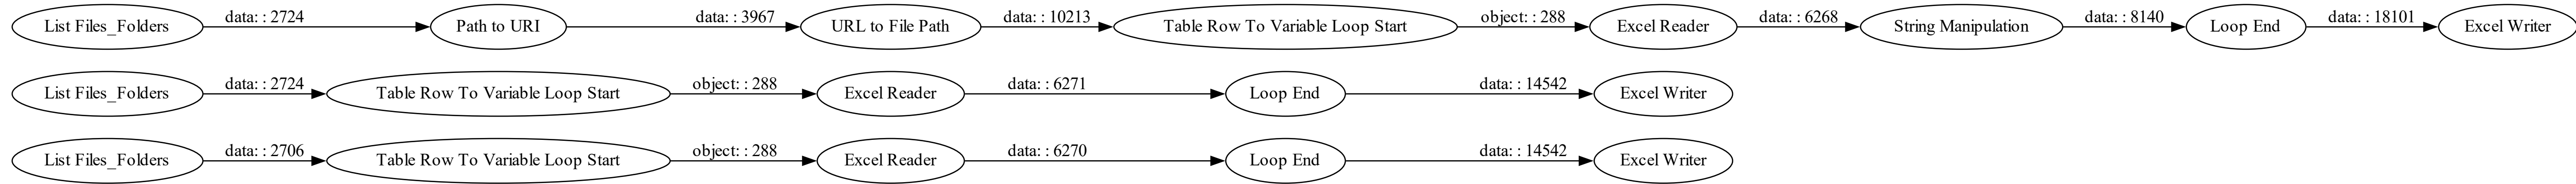 List Files_Folders data: : 2724 Path to URI data: : 3967 URL to File Path data: : 10213 Table Row To Variable Loop Start object: : 288 Excel Reader data: : 6268 String Manipulation data: : 8140 Loop End data: : 18101 Excel Writer
List Files_Folders data: : 2724 Table Row To Variable Loop Start object: : 288 Excel Reader data: : 6271 Loop End data: : 14542 Excel Writer
List Files_Folders data: : 2706 Table Row To Variable Loop Start object: : 288 Excel Reader data: : 6270 Loop End data: : 14542 Excel Writer